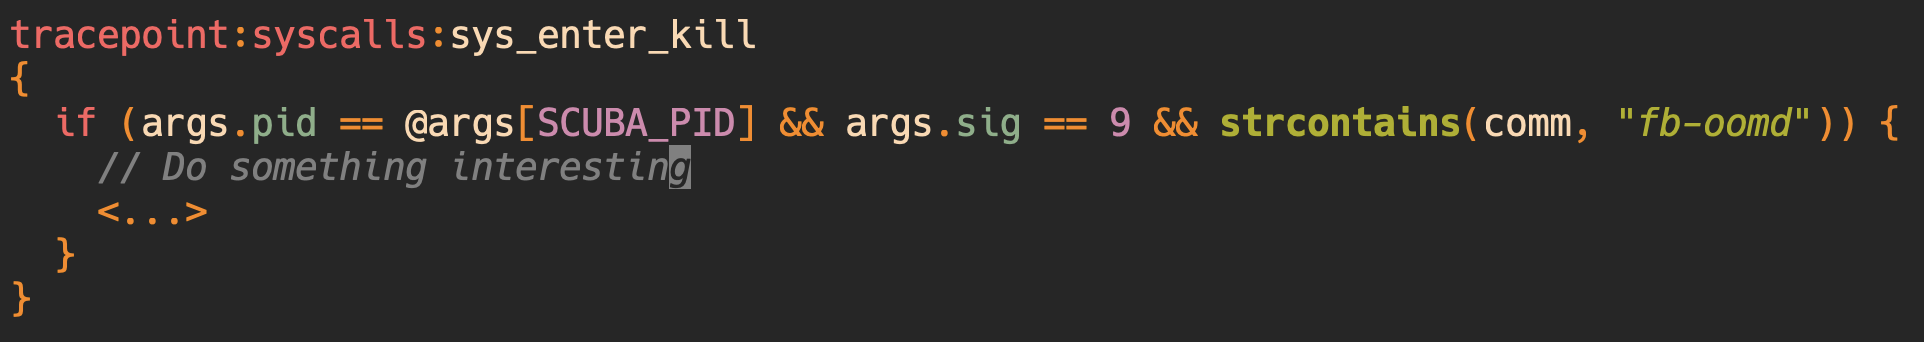 tracepoint:syscalls:sys_enter_kill
{
  if (args.pid == @args[SCUBA_PID] && args.sig == 9 && strcontains(comm, "fb-oomd")) {
    // Do something interesting
    <...>
  }
}